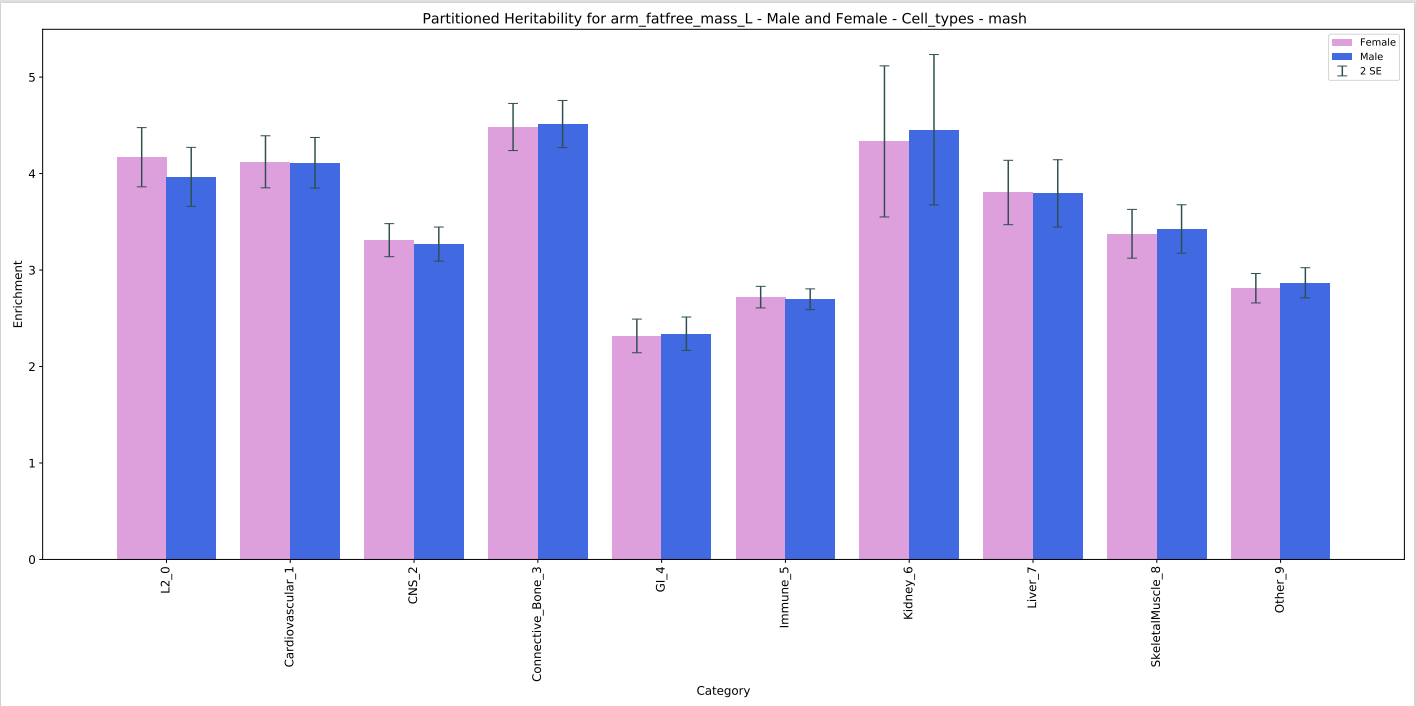 Partitioned Heritability for arm_fatfree_mass_L - Male and Female - Cell_types - mash
Female
Male
2 SE
5
4
3
2
1
0
Enrichment
L2_0
Cardiovascular_1
CNS_2
Connective_Bone_3
GI_4
Immune_5
Kidney_6
Liver_7
SkeletalMuscle_8
Other_9
Category